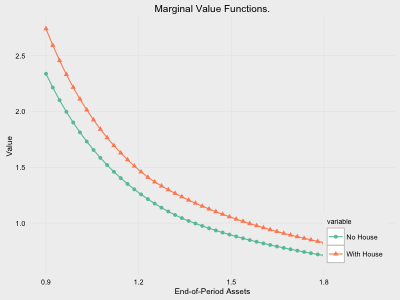 Marginal Value Functions.
Value
2.5
2.0
1.5
1.0
variable
No House
With House
0.9 1.2 1.5 1.8
End-of-Period Assets